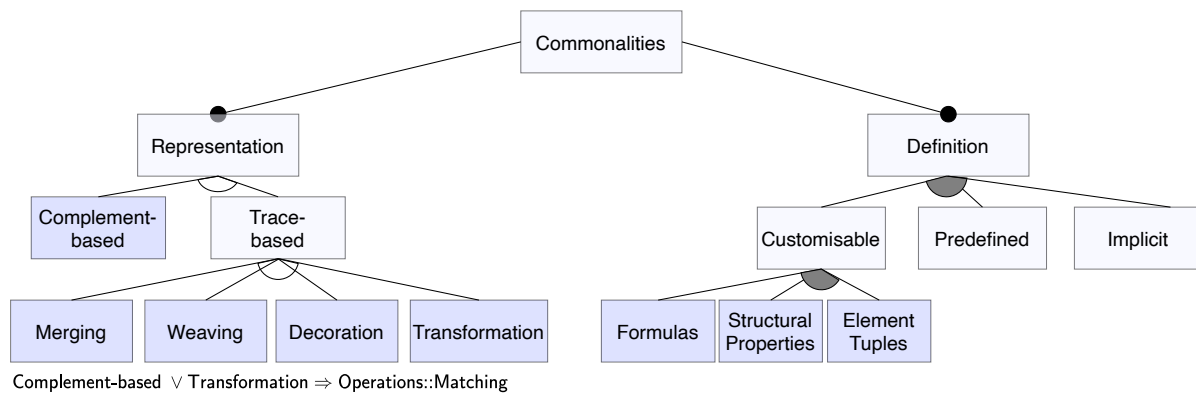 Commonalities
Representation
Definition
Complement-
based
Trace-
based
Customisable
Predefined
Implicit
Merging
Weaving
Decoration
Transformation
Formulas
Structural
Properties
Element
Tuples
Complement-based ∨ Transformation ⇒ Operations::Matching